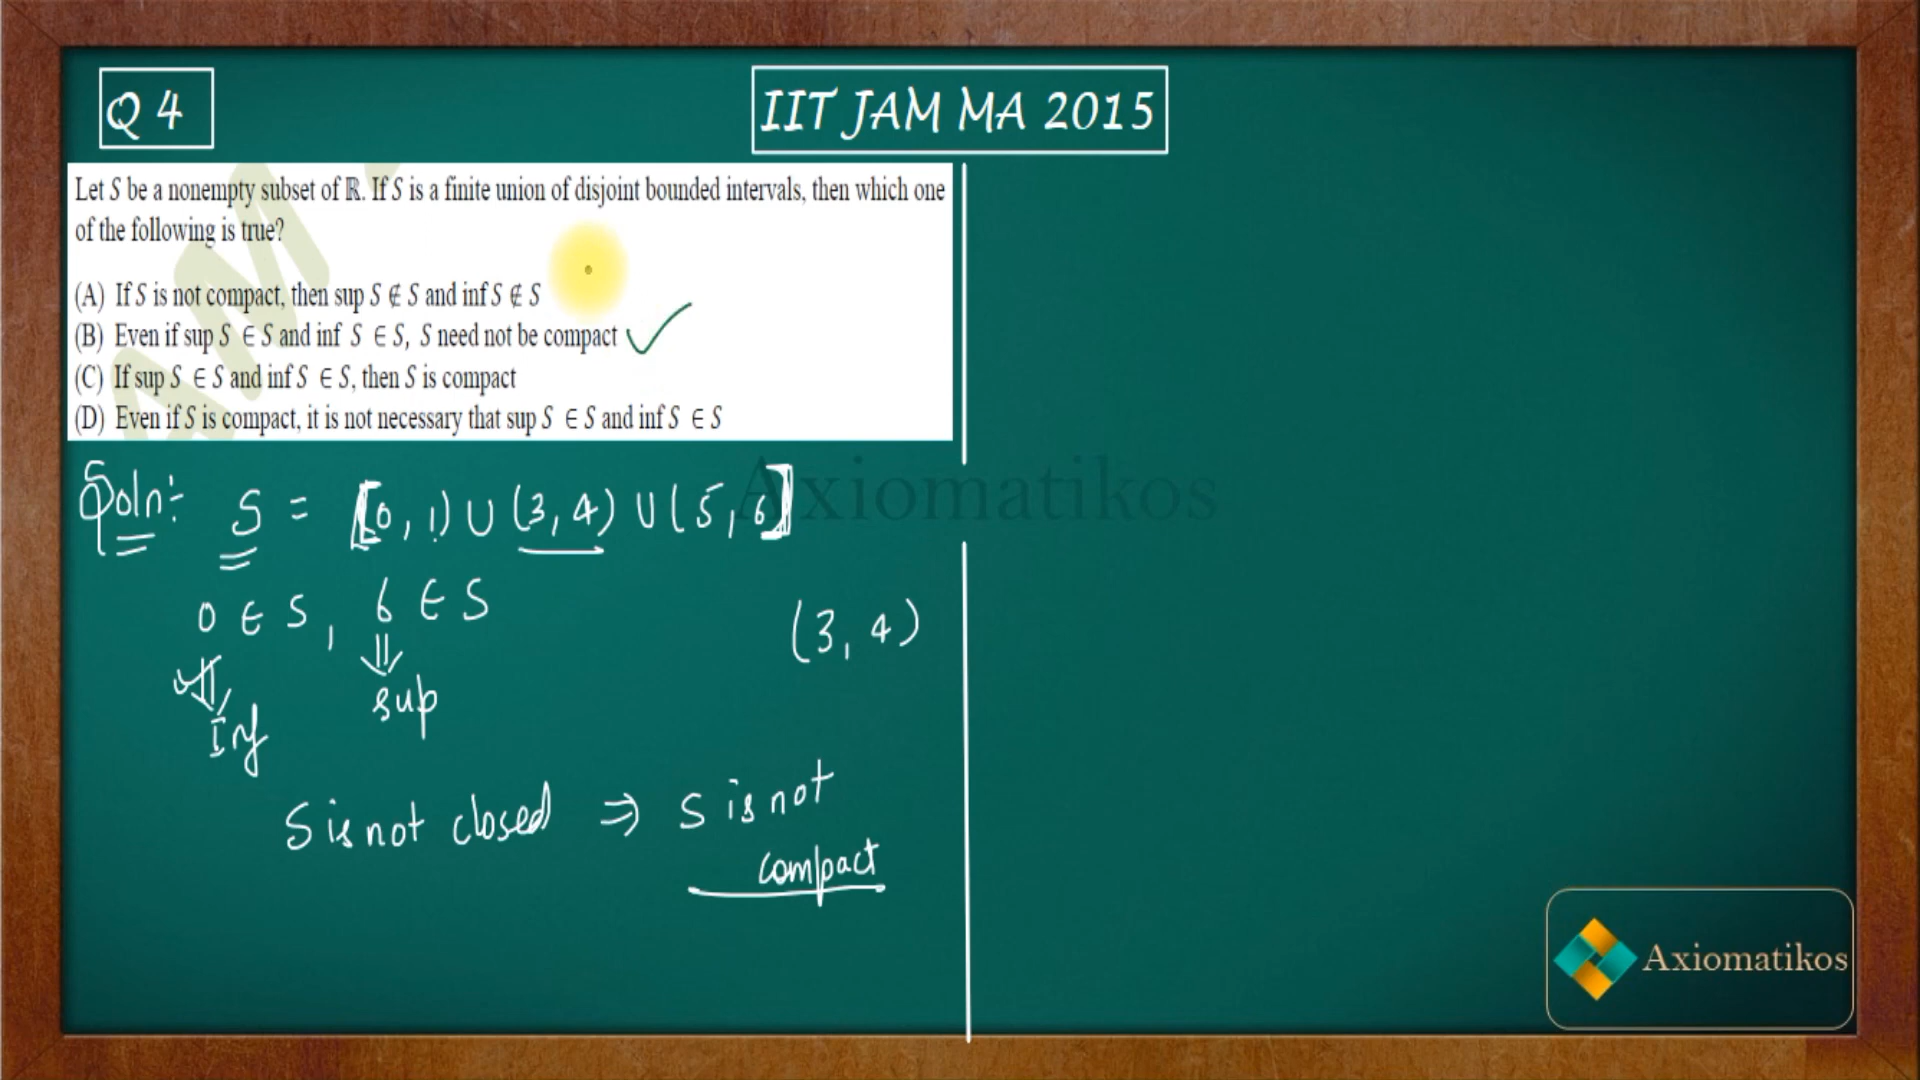 Q 4
IIT JAM MA 2015
Let S be a nonempty subset of ℝ. If S is a finite union of disjoint bounded intervals, then which one
of the following is true?
(A) If S is not compact, then sup S ∉ S and inf S ∉ S
(B) Even if sup S ∈ S and inf S ∈ S, S need not be compact
(C) If sup S ∈ S and inf S ∈ S, then S is compact
(D) Even if S is compact, it is not necessary that sup S ∈ S and inf S ∈ S
Axiomatikos
Soln:- S = [0, 1) ∪ (3, 4) ∪ (5, 6]
0 ∈ S, 6 ∈ S
(3, 4)
⇓ ⇓
Inf sup
S is not closed ⇒ S is not
compact
Axiomatikos